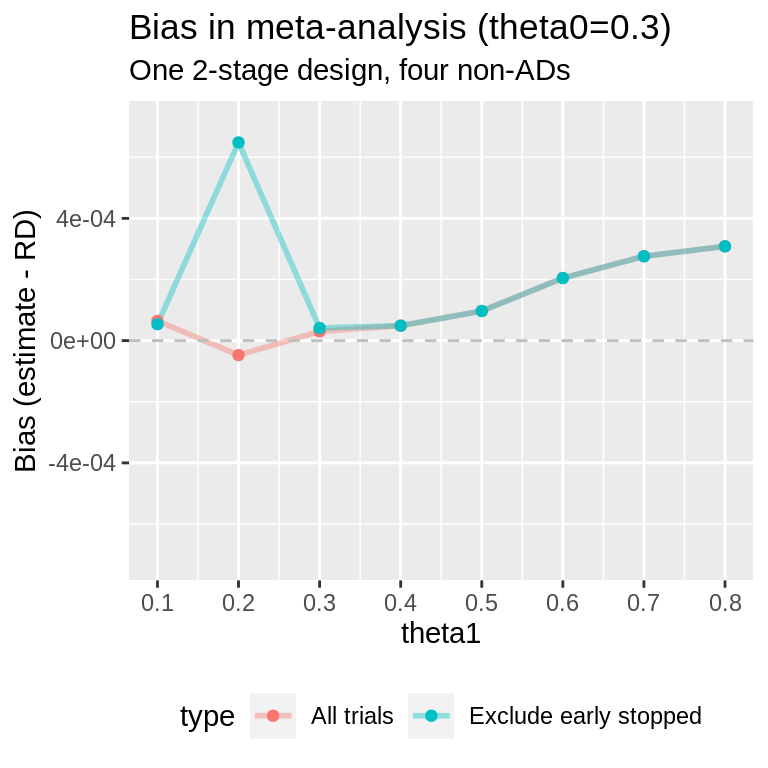 Bias in meta-analysis (theta0=0.3)
One 2-stage design, four non-ADs
Bias (estimate - RD)
4e-04
0e+00
-4e-04
0.1 0.2 0.3 0.4 0.5 0.6 0.7 0.8
theta1
type All trials Exclude early stopped